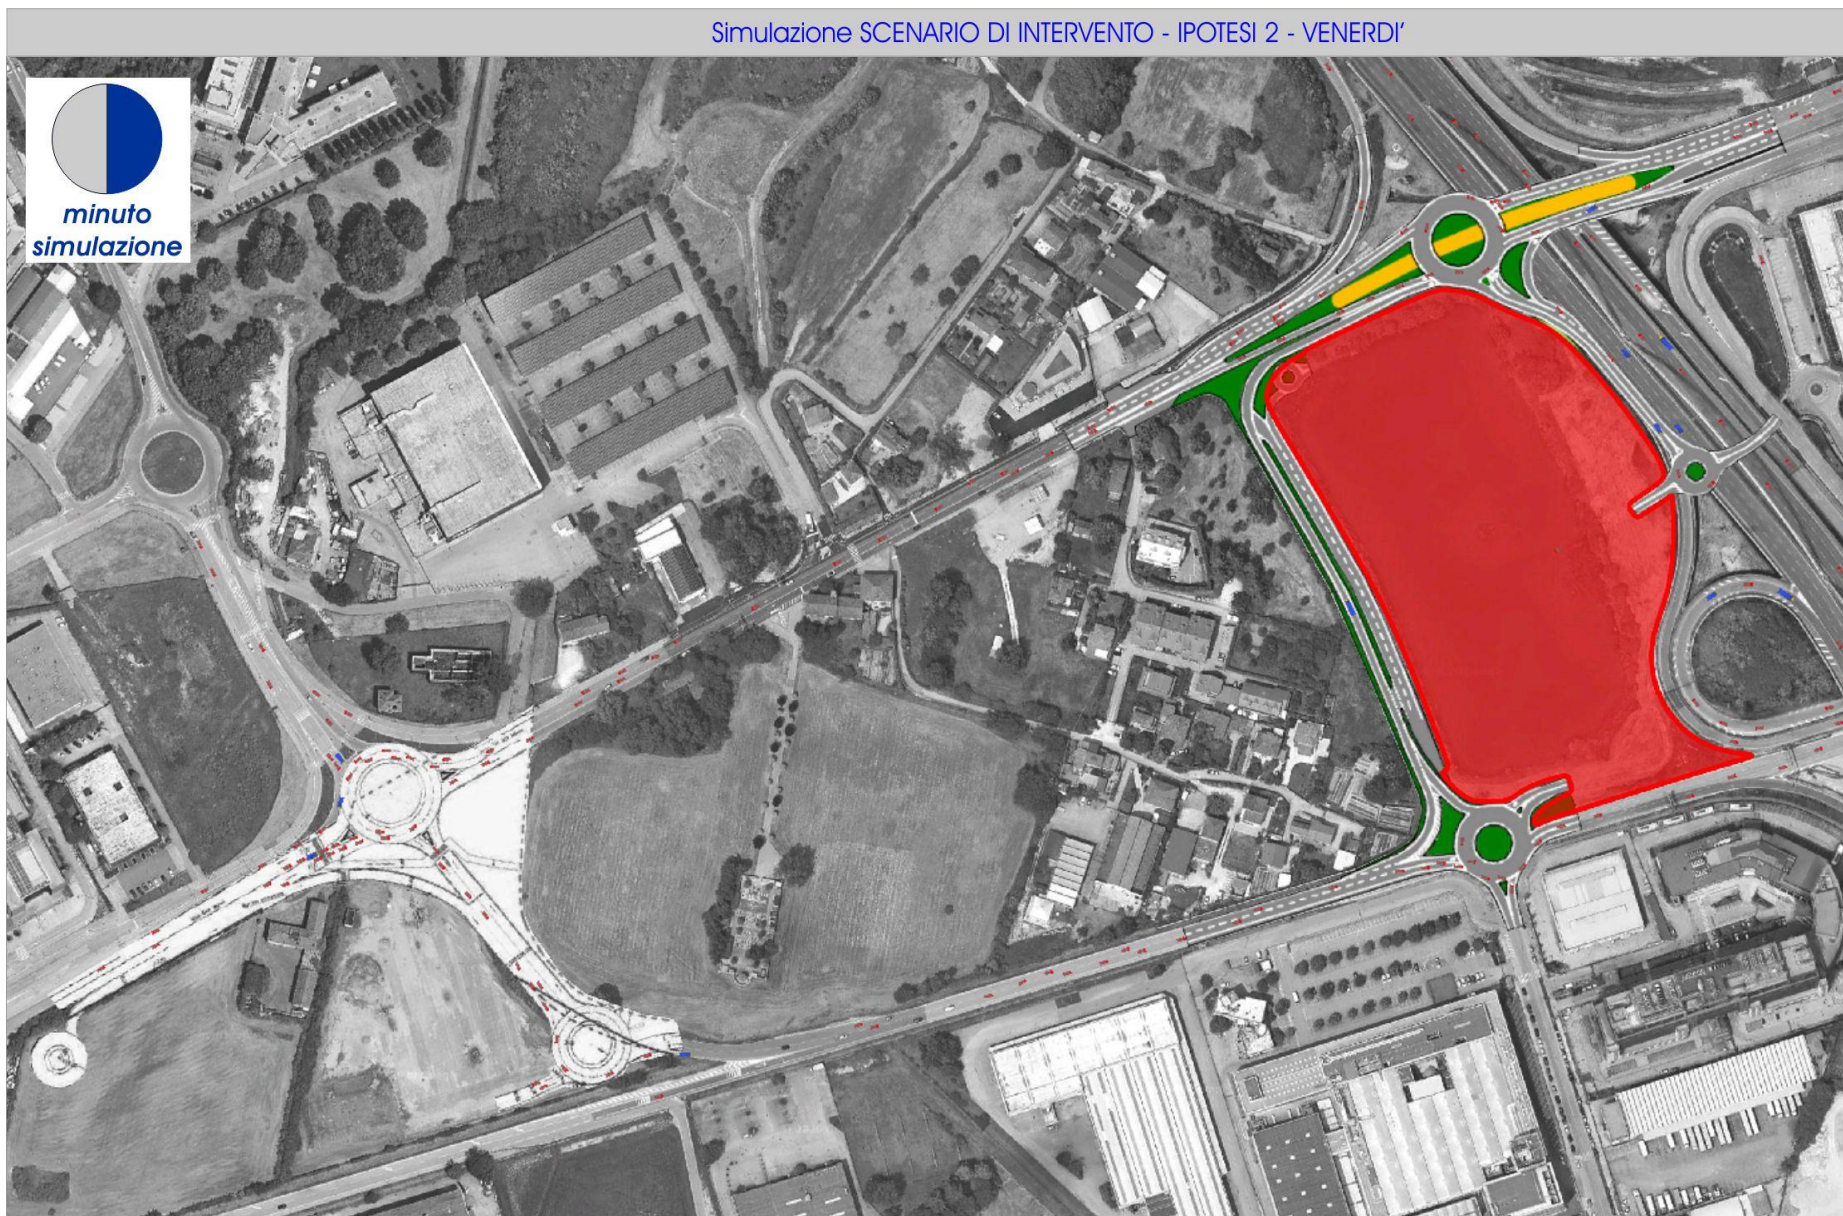 Simulazione SCENARIO DI INTERVENTO - IPOTESI 2 - VENERDI'
minuto
simulazione